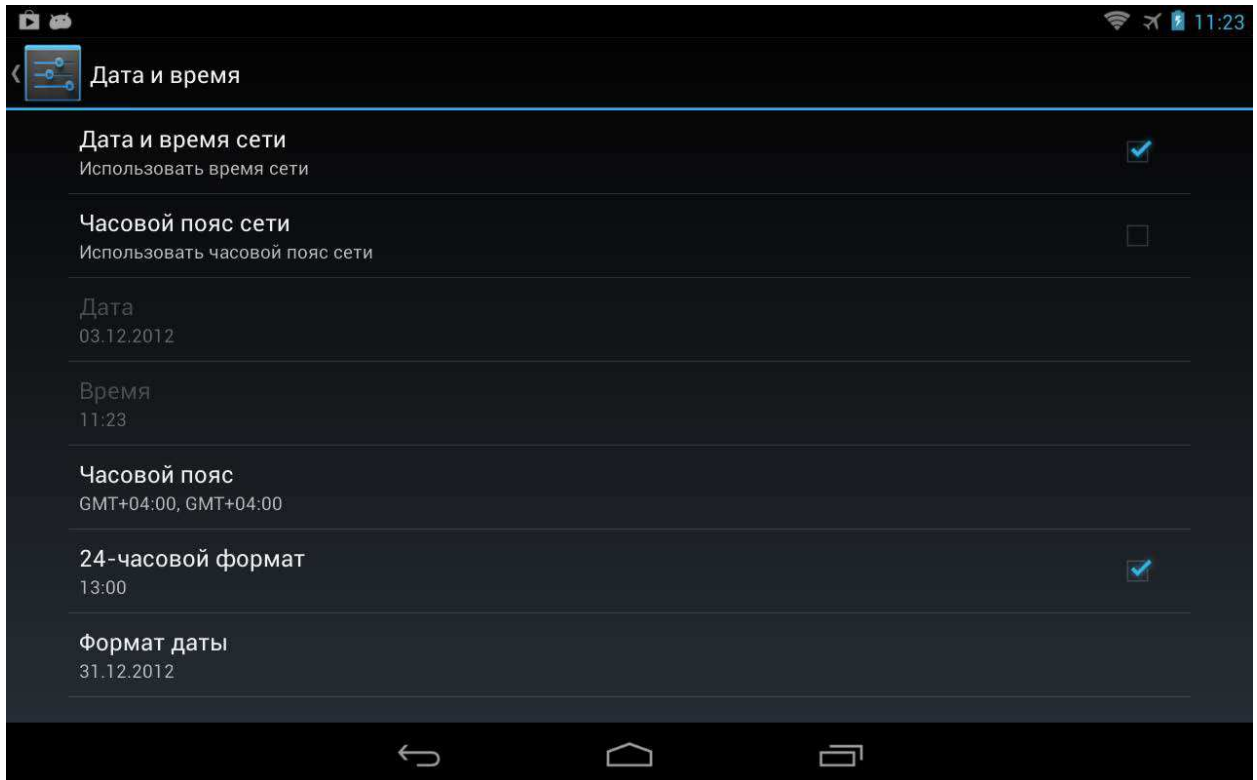 11:23
Дата и время
Дата и время сети
Использовать время сети
Часовой пояс сети
Использовать часовой пояс сети
Дата
03.12.2012
Время
11:23
Часовой пояс
GMT+04:00, GMT+04:00
24-часовой формат
13:00
Формат даты
31.12.2012